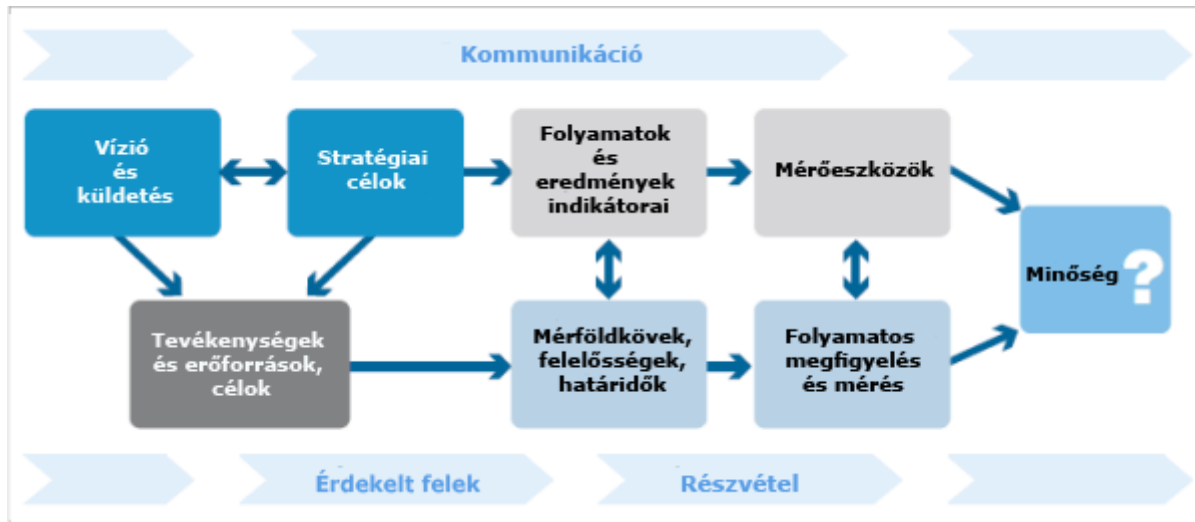 Kommunikáció
Vízió
és
küldetés
Stratégiai
célok
Folyamatok
és
eredmények
indikátorai
Mérőeszközök
Minőség ?
Tevékenységek
és erőforrások,
célok
Mérföldkövek,
felelősségek,
határidők
Folyamatos
megfigyelés
és mérés
Érdekelt felek
Részvétel